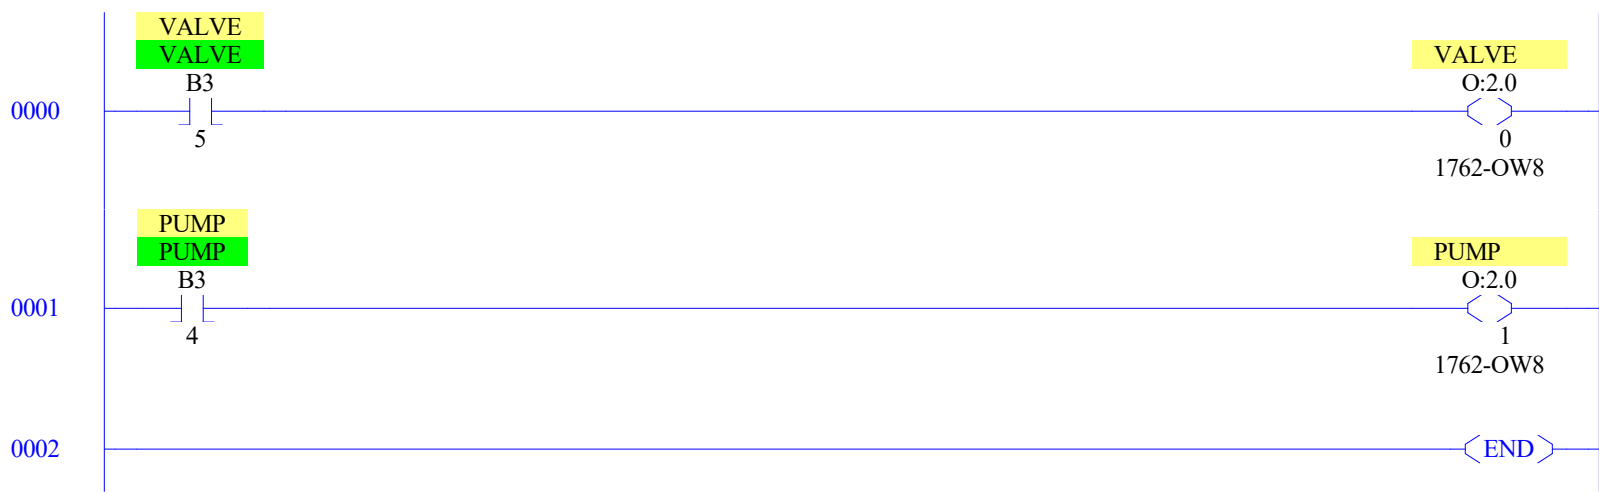 VALVE
VALVE VALVE
B3 O:2.0
0000
5 0
1762-OW8
PUMP
PUMP PUMP
B3 O:2.0
0001
4 1
1762-OW8
0002 END